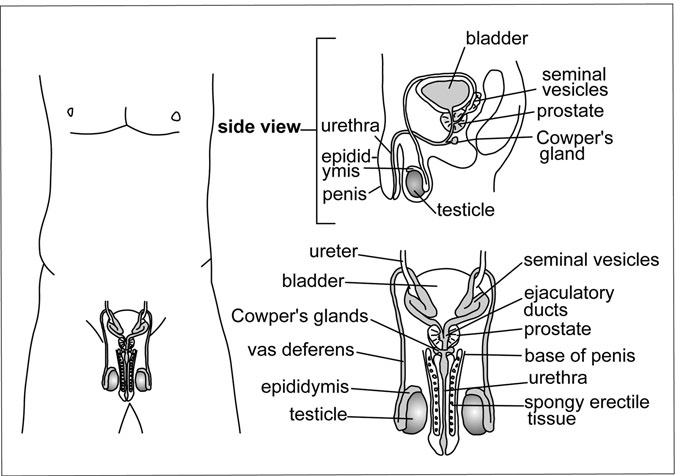 bladder
seminal
vesicles
prostate
Cowper's
gland
side view
urethra
epidid-
ymis
penis
testicle
ureter
bladder
Cowper's glands
vas deferens
epididymis
testicle
seminal vesicles
ejaculatory
ducts
prostate
base of penis
urethra
spongy erectile
tissue